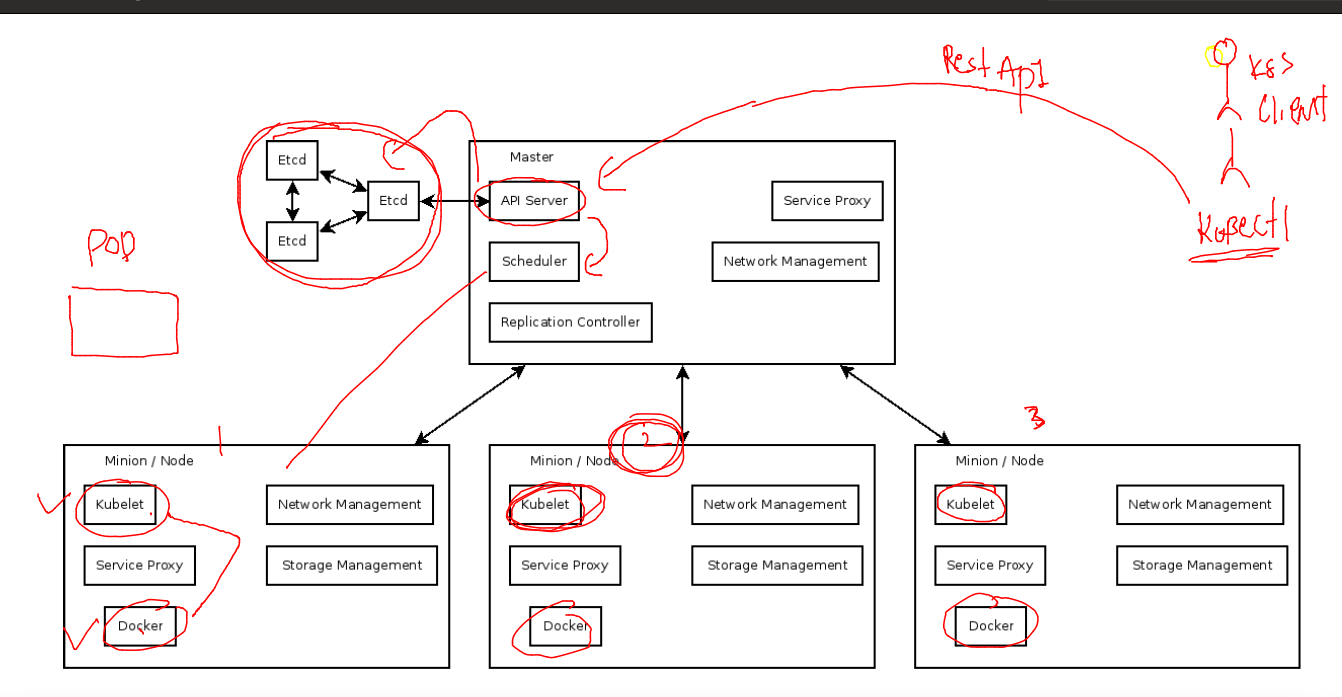 Rest Api
K8s
Client
Kubectl
Master
Etcd
Etcd
Etcd
API Server
Service Proxy
Scheduler
Network Management
Replication Controller
POD
1
2
3
Minion / Node
Kubelet
Network Management
Service Proxy
Storage Management
Docker
Minion / Node
Kubelet
Network Management
Service Proxy
Storage Management
Docker
Minion / Node
Kubelet
Network Management
Service Proxy
Storage Management
Docker